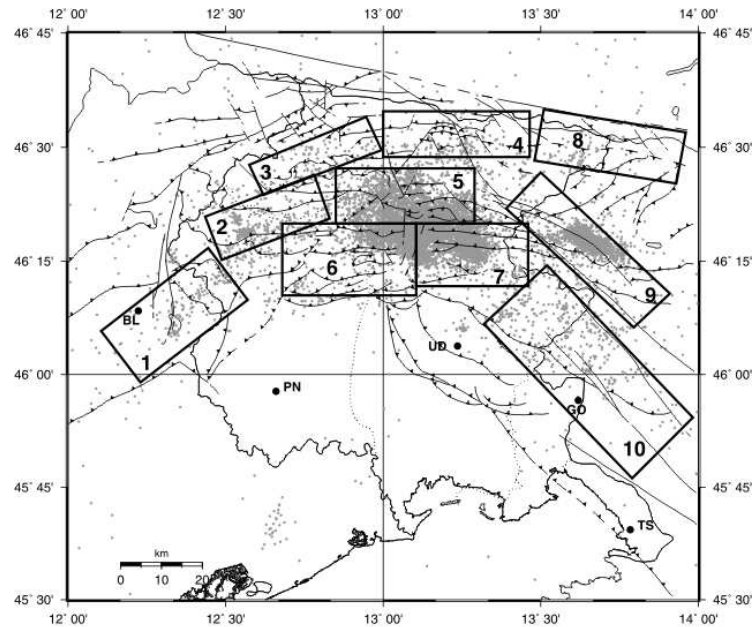 12° 00' 12° 30' 13° 00' 13° 30' 14° 00'
46° 45' 46° 45'
46° 30' 46° 30'
4
8
3
5
2
46° 15' 46° 15'
6
7
9
BL
UD
1
46° 00' 46° 00'
PN
GO
10
45° 45' 45° 45'
TS
km
0 10 20
45° 30' 45° 30'
12° 00' 12° 30' 13° 00' 13° 30' 14° 00'